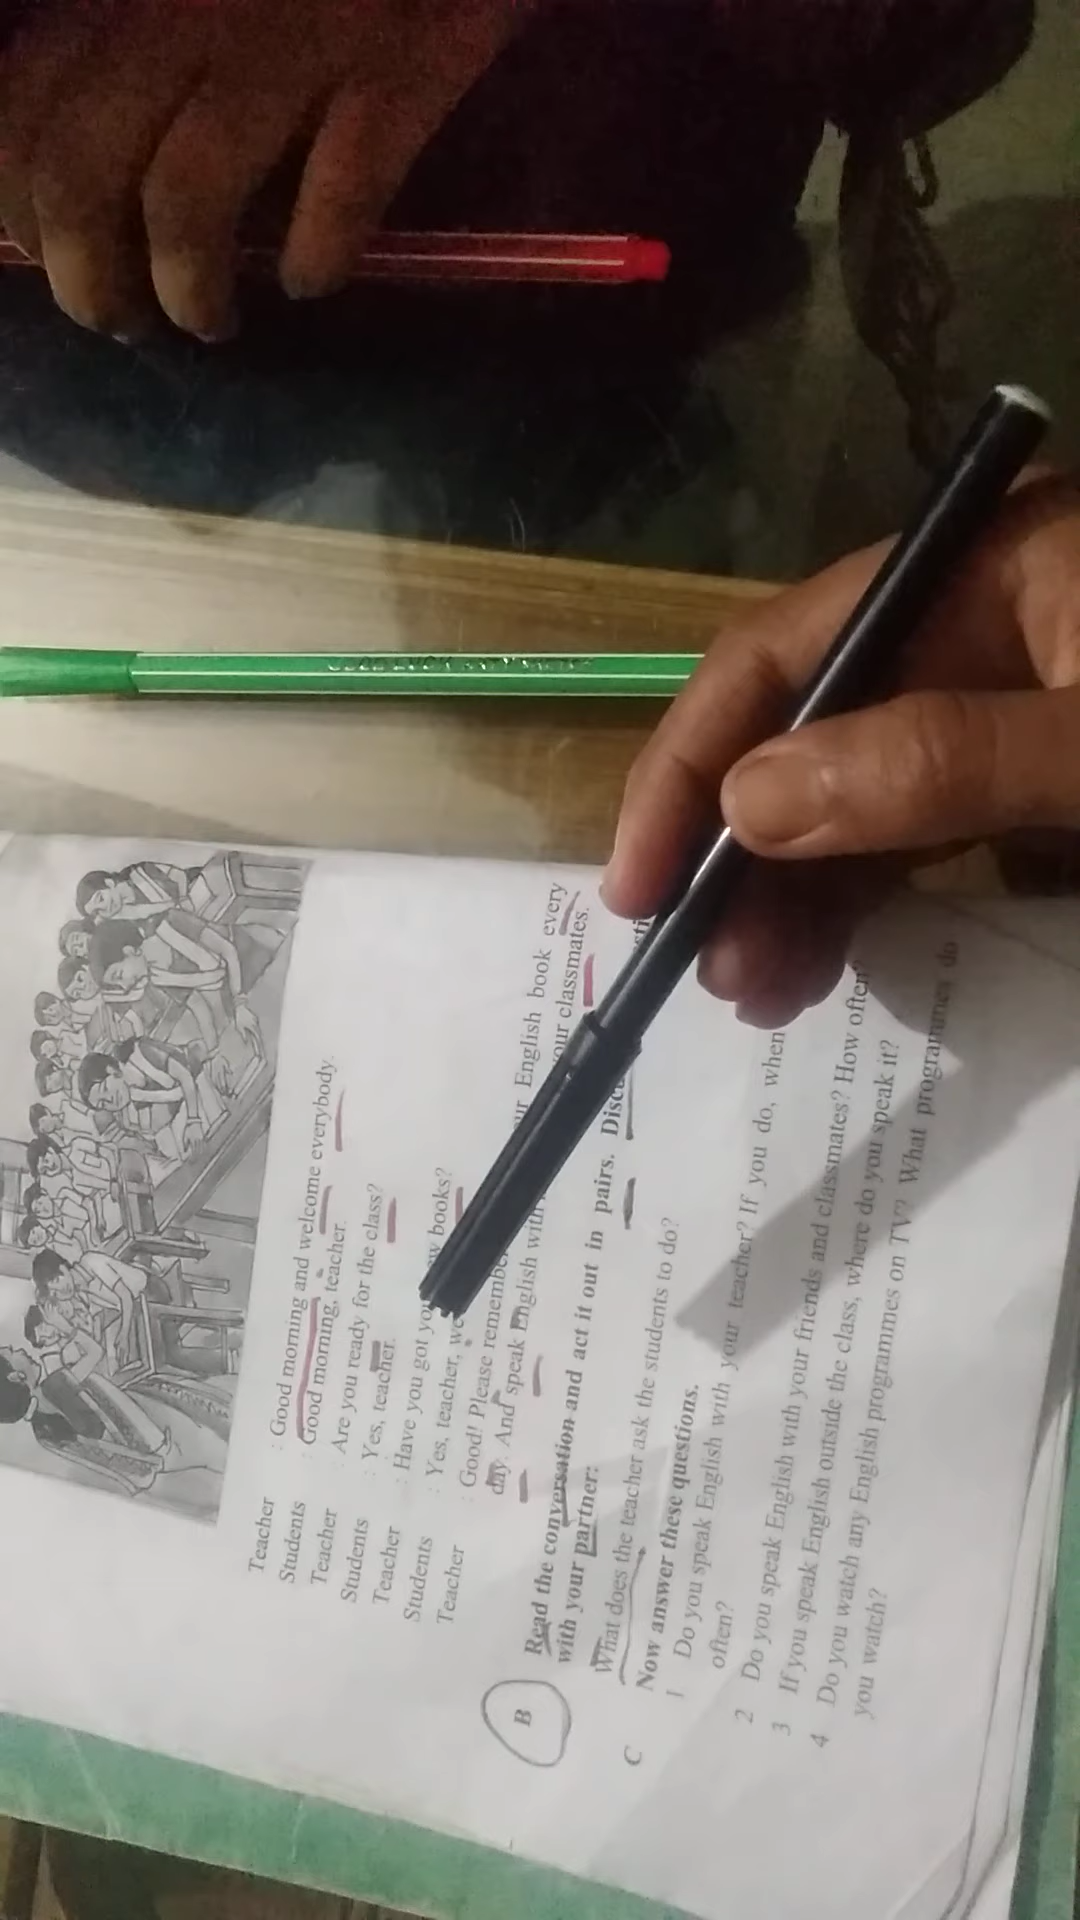 Teacher : Good morning and welcome everybody.
Students : Good morning, teacher.
Teacher : Are you ready for the class?
Students : Yes, teacher.
Teacher : Have you got books?
Students : Yes, teacher,
Teacher : Good! Please English book every
day. And speak English with classmates.
B Read the conversation and act it out in pairs.
with your partner:
What does the teacher ask the students to do?
C Now answer these questions.
1 Do you speak English with your teacher? If you do, when
often?
2 Do you speak English with your friends and classmates? How often?
3 If you speak English outside the class, where do you speak it?
4 Do you watch any English programmes on TV? What programmes do
you watch?